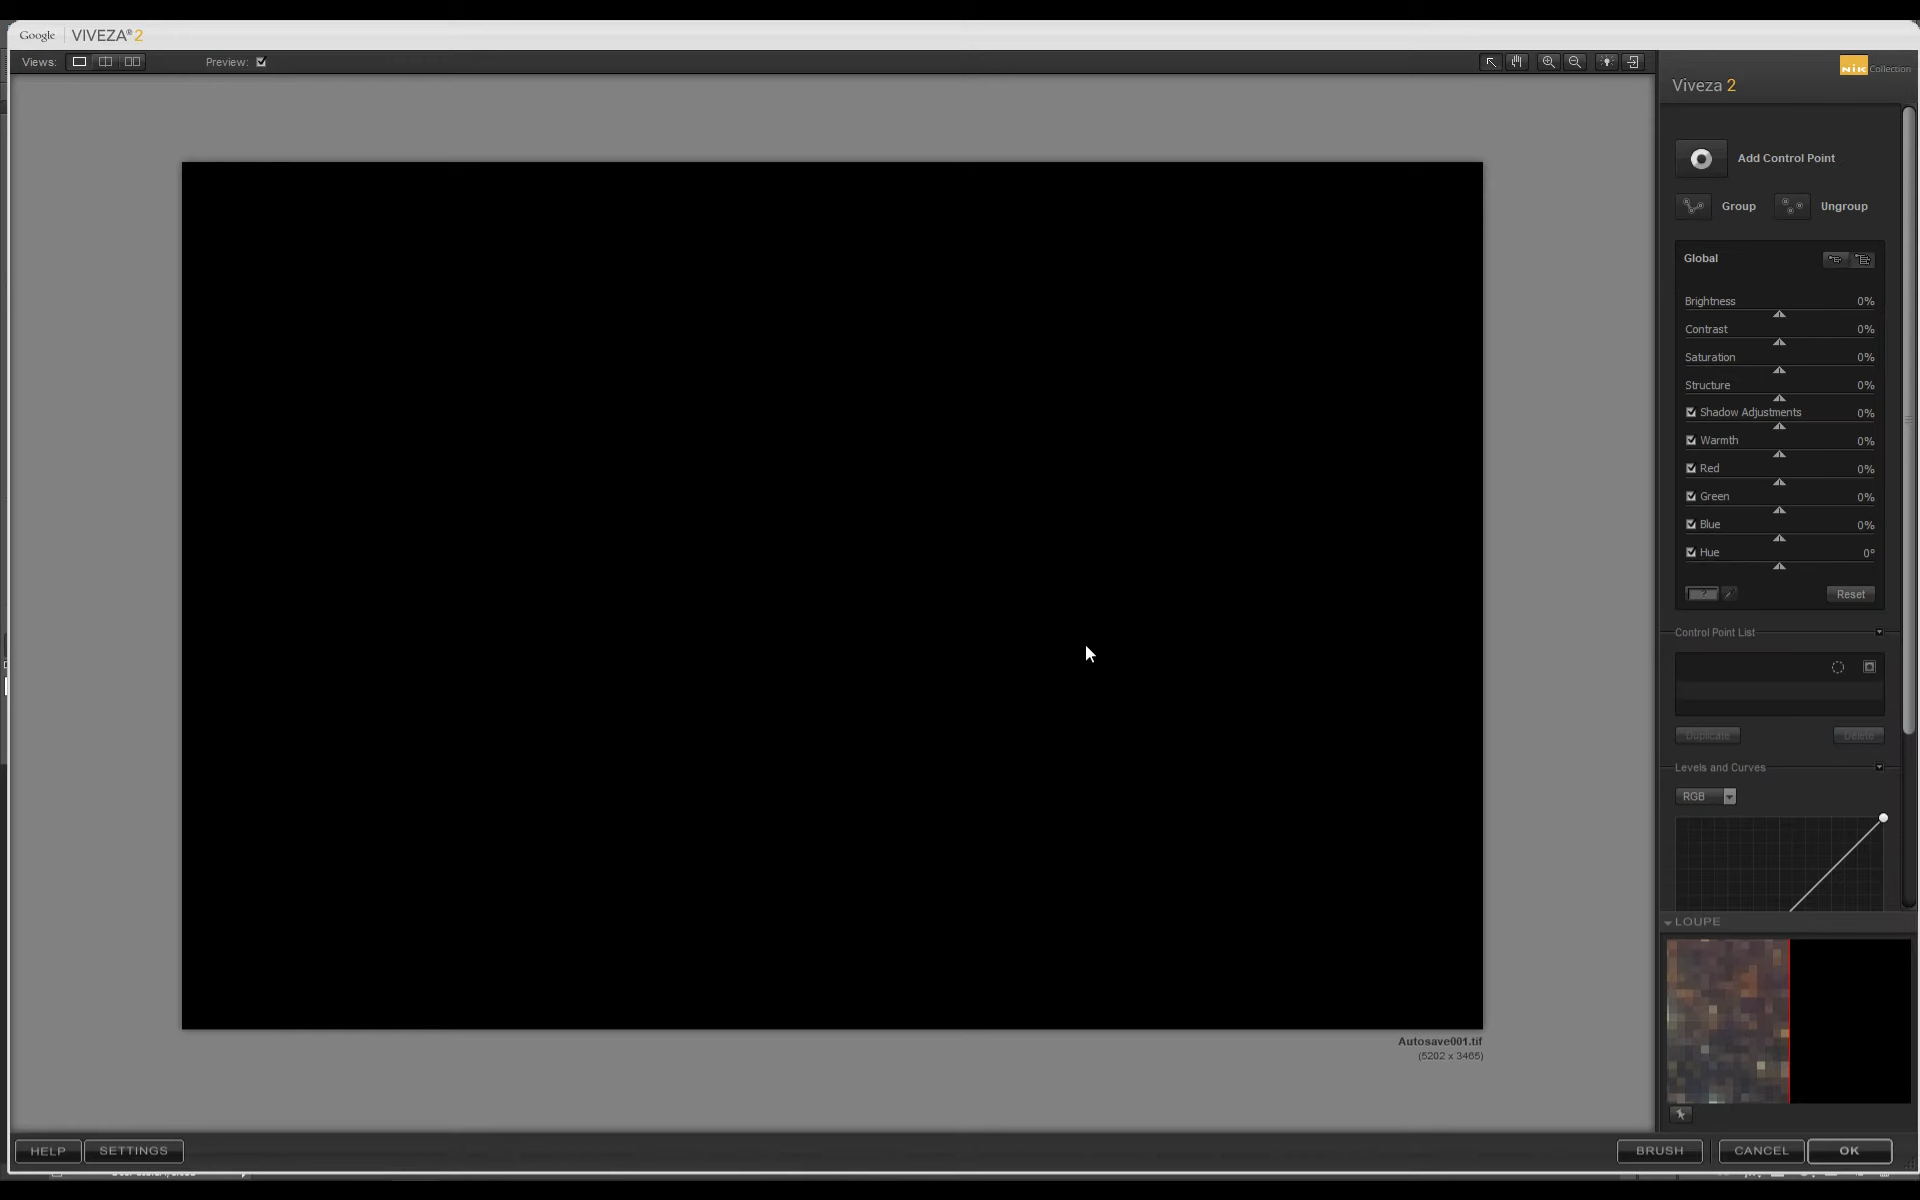 Google VIVEZA® 2
Views:
Preview:
Nik Collection
Viveza 2
Add Control Point
Group
Ungroup
Global
Brightness 0%
Contrast 0%
Saturation 0%
Structure 0%
Shadow Adjustments 0%
Warmth 0%
Red 0%
Green 0%
Blue 0%
Hue 0°
?
Reset
Control Point List
Duplicate
Delete
Levels and Curves
RGB
LOUPE
Autosave001.tif
(5202 x 3465)
HELP
SETTINGS
BRUSH
CANCEL
OK